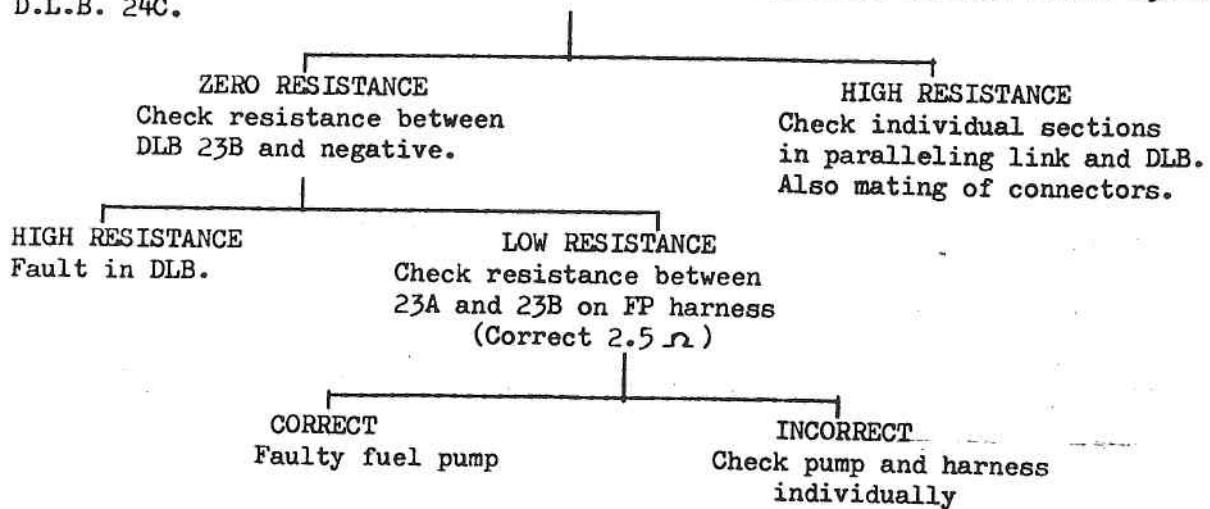 D.L.B. 24C.
ZERO RESISTANCE
Check resistance between
DLB 23B and negative.
HIGH RESISTANCE
Check individual sections
in paralleling link and DLB.
Also mating of connectors.
HIGH RESISTANCE
Fault in DLB.
LOW RESISTANCE
Check resistance between
23A and 23B on FP harness
(Correct 2.5 Ω)
CORRECT
Faulty fuel pump
INCORRECT
Check pump and harness
individually